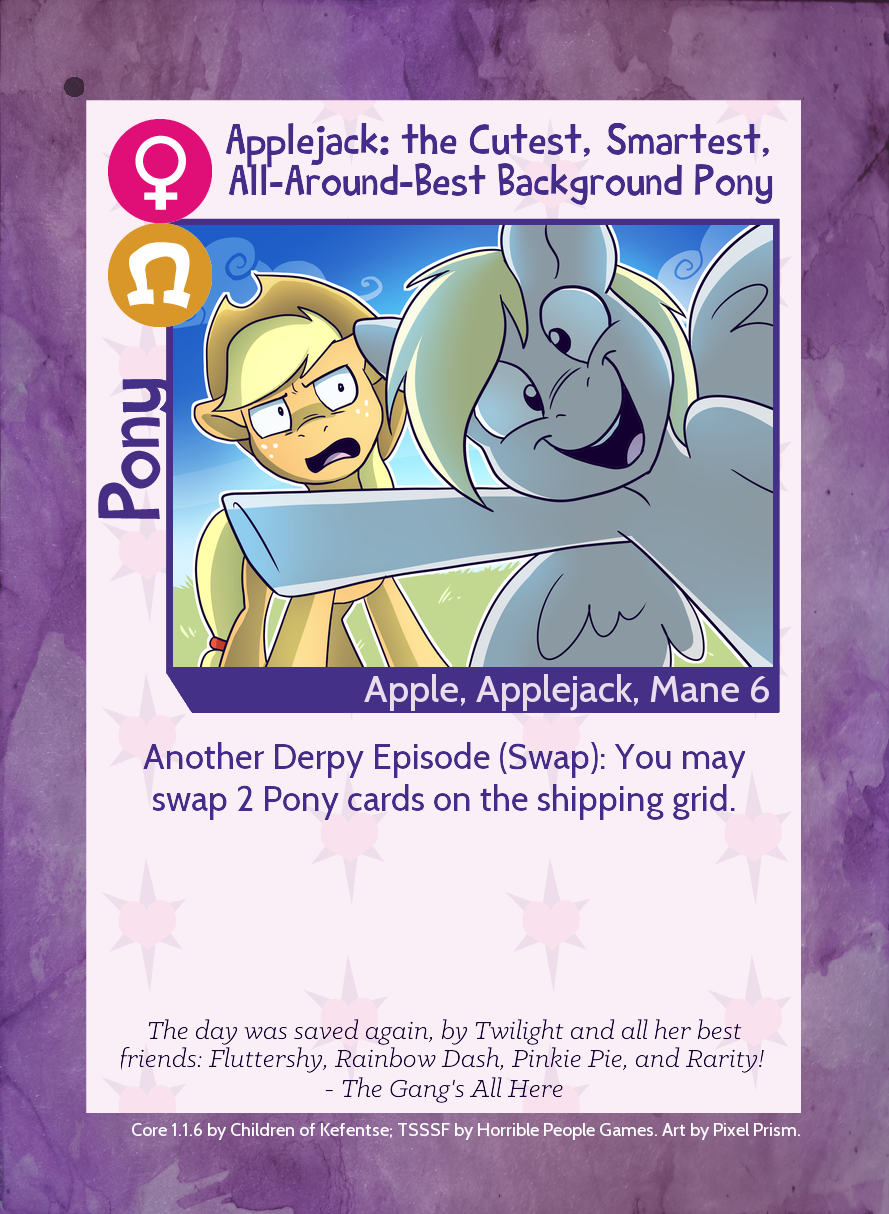 Applejack: the Cutest, Smartest,
All-Around-Best Background Pony
Pony
Apple, Applejack, Mane 6
Another Derpy Episode (Swap): You may
swap 2 Pony cards on the shipping grid.
The day was saved again, by Twilight and all her best
friends: Fluttershy, Rainbow Dash, Pinkie Pie, and Rarity!
- The Gang's All Here
Core 1.1.6 by Children of Kefentse; TSSSF by Horrible People Games. Art by Pixel Prism.